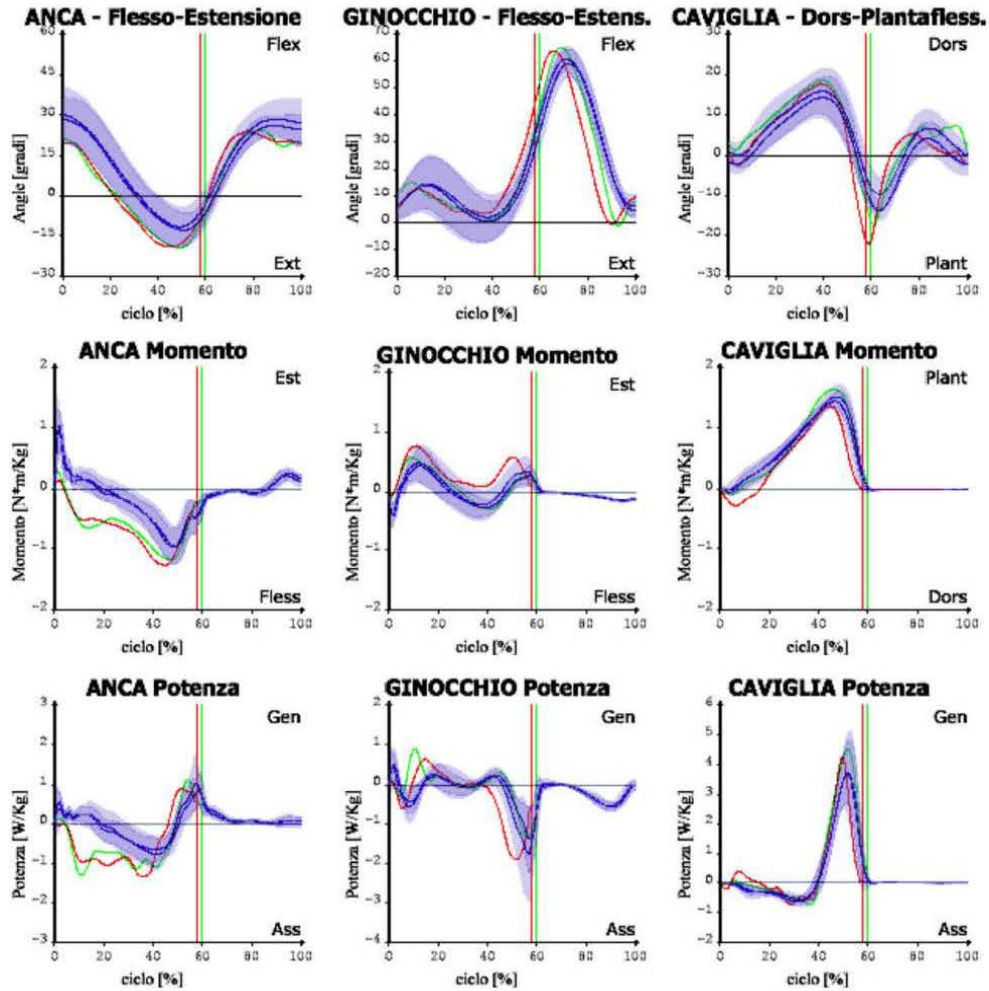 ANCA - Flesso-Estensione
GINOCCHIO - Flesso-Estens.
CAVIGLIA - Dors-Plantafless.
60
45
30
15
0
-15
-30
Angle [gradi]
Flex
Ext
0 20 40 60 80 100
ciclo [%]
70
60
50
40
30
20
10
0
-10
-20
Angle [gradi]
Flex
Ext
0 20 40 60 80 100
ciclo [%]
30
20
10
0
-10
-20
-30
Angle [gradi]
Dors
Plant
0 20 40 60 80 100
ciclo [%]
ANCA Momento
GINOCCHIO Momento
CAVIGLIA Momento
2
1
0
-1
-2
Momento [N*m/Kg]
Est
Fless
0 20 40 60 80 100
ciclo [%]
2
1
0
-1
-2
Momento [N*m/Kg]
Est
Fless
0 20 40 60 80 100
ciclo [%]
2
1
0
-1
-2
Momento [N*m/Kg]
Plant
Dors
0 20 40 60 80 100
ciclo [%]
ANCA Potenza
GINOCCHIO Potenza
CAVIGLIA Potenza
3
2
1
0
-1
-2
-3
Potenza [W/Kg]
Gen
Ass
0 20 40 60 80 100
ciclo [%]
2
1
0
-1
-2
-3
-4
Potenza [W/Kg]
Gen
Ass
0 20 40 60 80 100
ciclo [%]
6
5
4
3
2
1
0
-1
-2
Potenza [W/Kg]
Gen
Ass
0 20 40 60 80 100
ciclo [%]